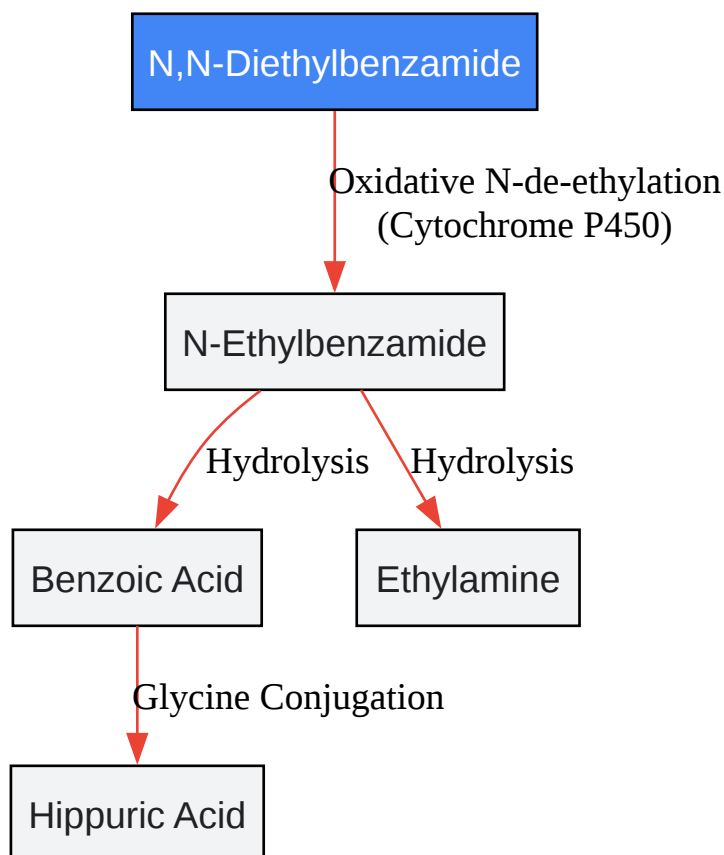 N,N-Diethylbenzamide
Oxidative N-de-ethylation
(Cytochrome P450)
N-Ethylbenzamide
Hydrolysis
Hydrolysis
Benzoic Acid
Ethylamine
Glycine Conjugation
Hippuric Acid